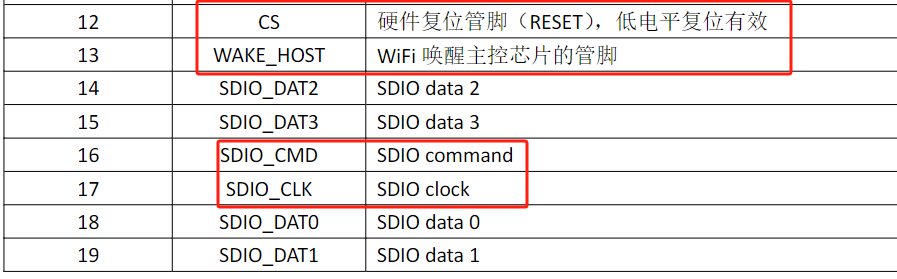 12 CS 硬件复位管脚（RESET），低电平复位有效
13 WAKE_HOST WiFi 唤醒主控芯片的管脚
14 SDIO_DAT2 SDIO data 2
15 SDIO_DAT3 SDIO data 3
16 SDIO_CMD SDIO command
17 SDIO_CLK SDIO clock
18 SDIO_DAT0 SDIO data 0
19 SDIO_DAT1 SDIO data 1